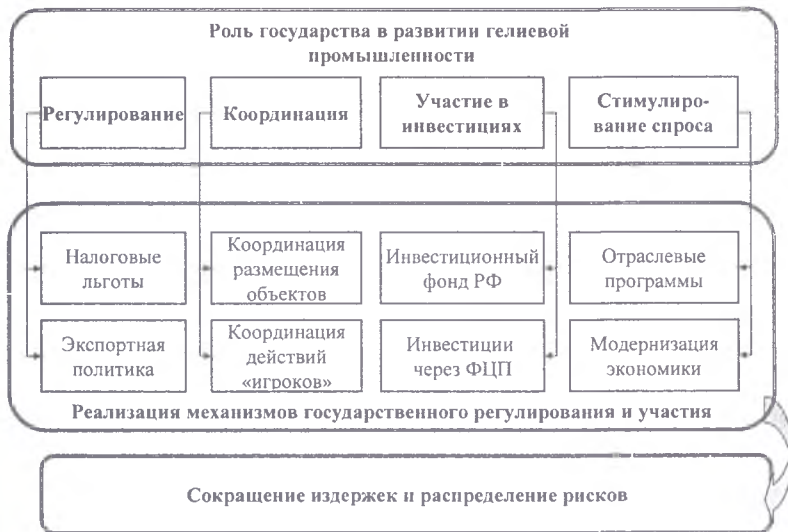 Роль государства в развитии гелиевой
промышленности
Регулирование
Координация
Участие в
инвестициях
Стимулиро-
вание спроса
Налоговые
льготы
Координация
размещения
объектов
Инвестиционный
фонд РФ
Отраслевые
программы
Экспортная
политика
Координация
действий
«игроков»
Инвестиции
через ФЦП
Модернизация
экономики
Реализация механизмов государственного регулирования и участия
Сокращение издержек и распределение рисков